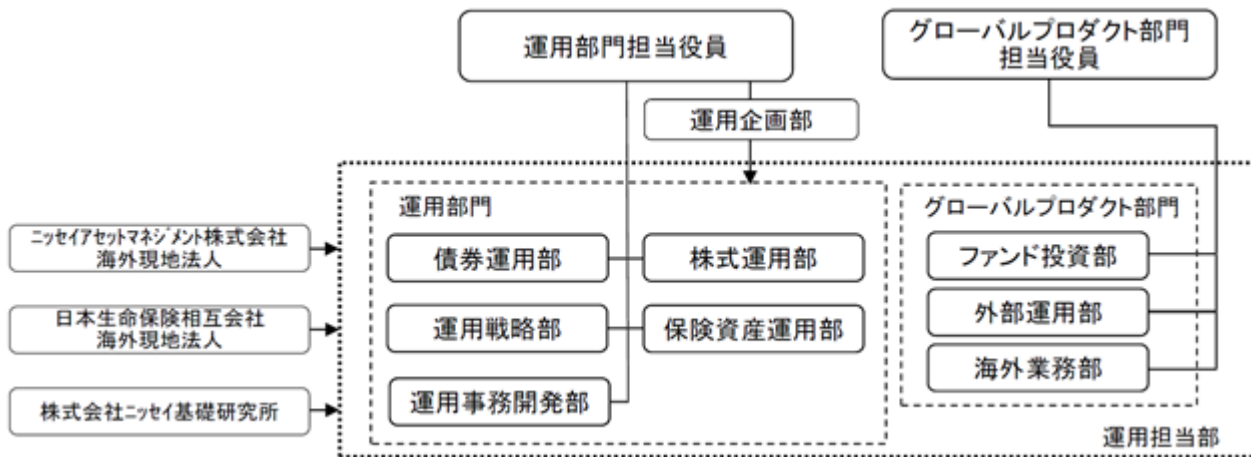 運用部門担当役員
グローバルプロダクト部門
担当役員
運用企画部
運用部門
グローバルプロダクト部門
ニッセイアセットマネジメント株式会社
海外現地法人
債券運用部
株式運用部
ファンド投資部
日本生命保険相互会社
海外現地法人
運用戦略部
保険資産運用部
外部運用部
海外業務部
株式会社ニッセイ基礎研究所
運用事務開発部
運用担当部